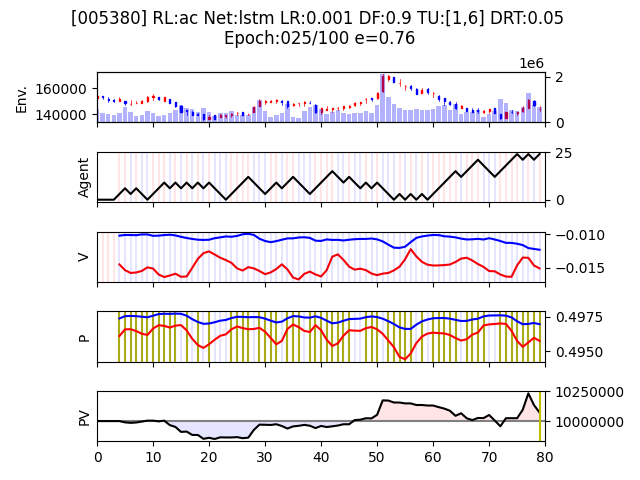 [005380] RL:ac Net:lstm LR:0.001 DF:0.9 TU:[1,6] DRT:0.05
Epoch:025/100 e=0.76
1e6
Env.
160000
140000
2
0
Agent
25
0
V
−0.010
−0.015
P
0.4975
0.4950
PV
10250000
10000000
0 10 20 30 40 50 60 70 80